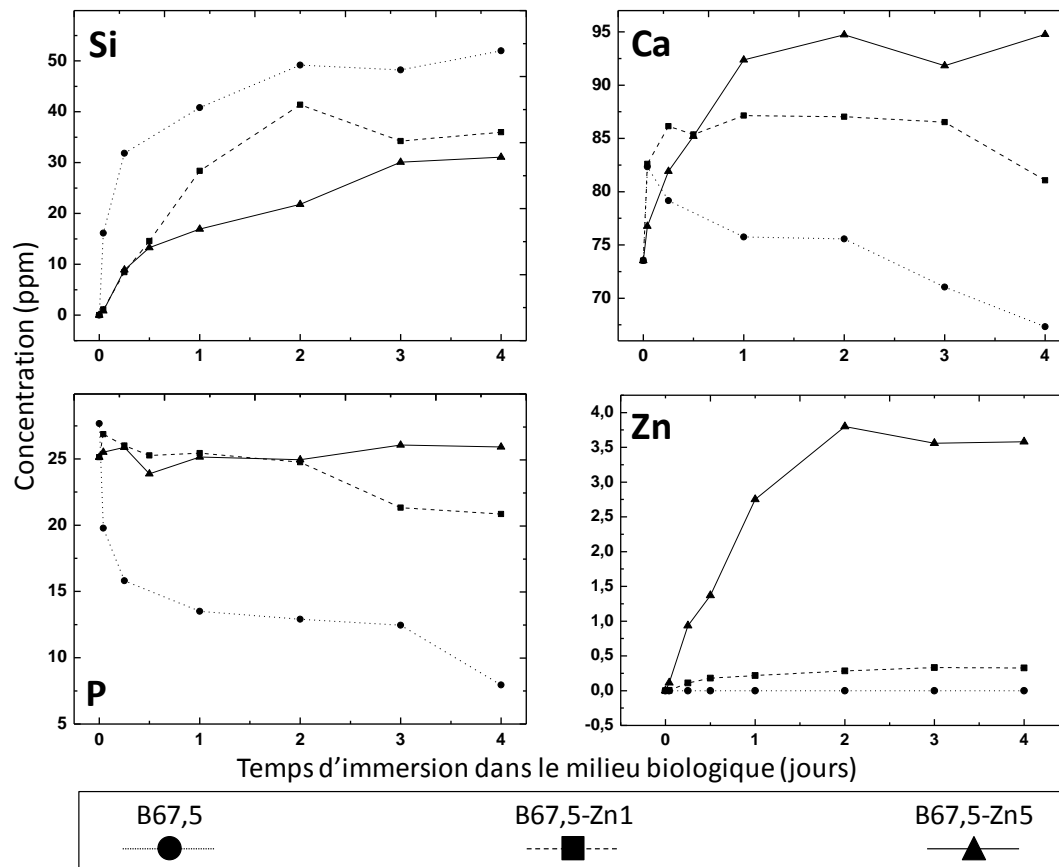 Si
50
40
30
20
10
0
0 1 2 3 4
Ca
95
90
85
80
75
70
0 1 2 3 4
Concentration (ppm)
P
25
20
15
10
5
0 1 2 3 4
Zn
4,0
3,5
3,0
2,5
2,0
1,5
1,0
0,5
0,0
-0,5
0 1 2 3 4
Temps d'immersion dans le milieu biologique (jours)
B67,5 B67,5-Zn1 B67,5-Zn5